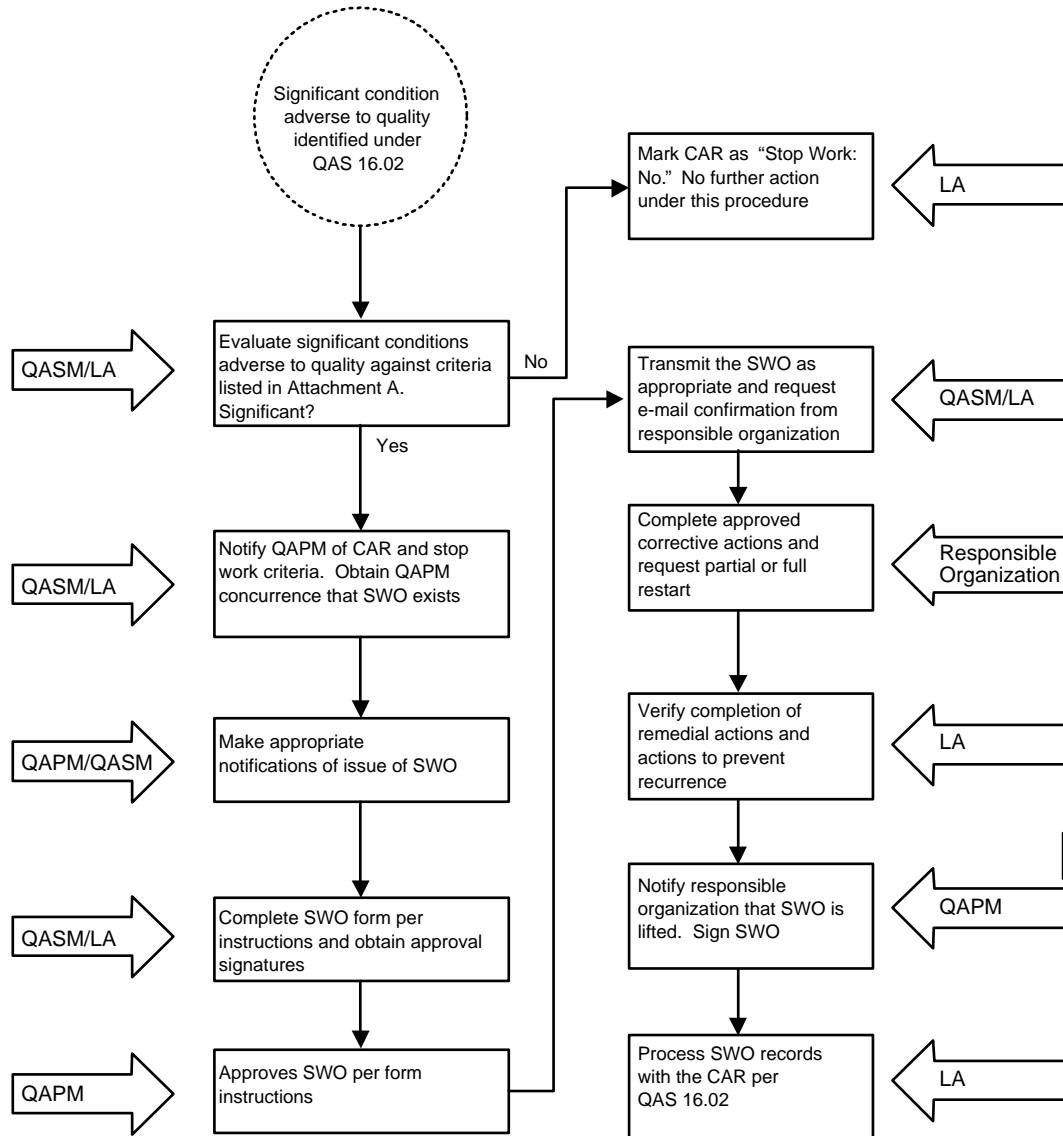 Significant condition
adverse to quality
identified under
QAS 16.02
Mark CAR as “Stop Work:
No.” No further action
under this procedure
LA
QASM/LA
Evaluate significant conditions
adverse to quality against criteria
listed in Attachment A.
Significant?
No
Yes
Transmit the SWO as
appropriate and request
e-mail confirmation from
responsible organization
QASM/LA
QASM/LA
Notify QAPM of CAR and stop
work criteria. Obtain QAPM
concurrence that SWO exists
Complete approved
corrective actions and
request partial or full
restart
Responsible
Organization
QAPM/QASM
Make appropriate
notifications of issue of SWO
Verify completion of
remedial actions and
actions to prevent
recurrence
LA
QASM/LA
Complete SWO form per
instructions and obtain approval
signatures
Notify responsible
organization that SWO is
lifted. Sign SWO
QAPM
QAPM
Approves SWO per form
instructions
Process SWO records
with the CAR per
QAS 16.02
LA